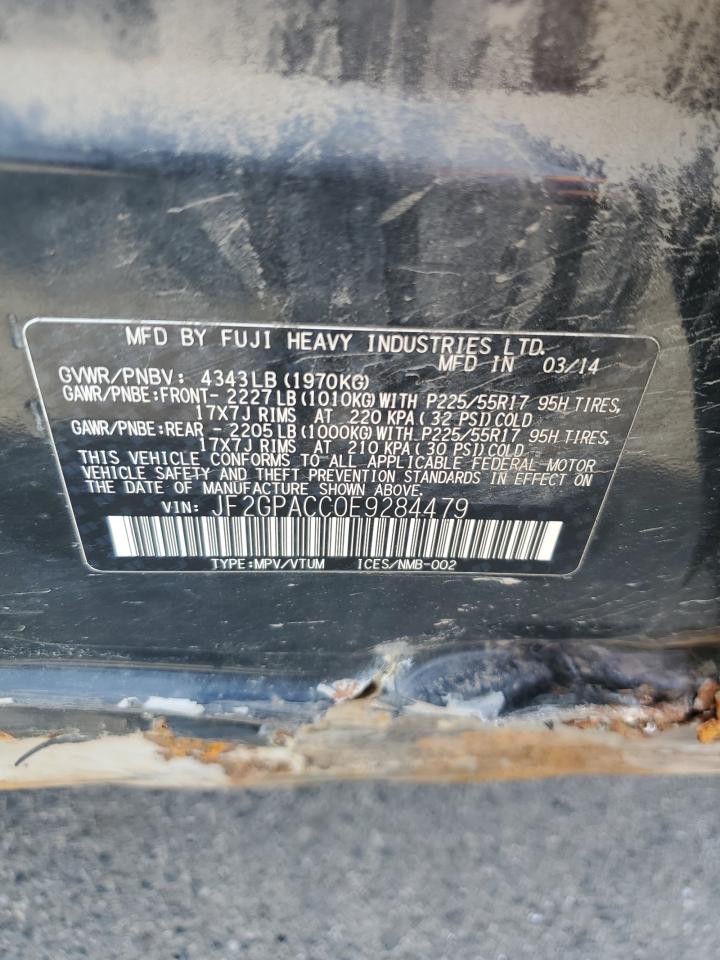 MFD BY FUJI HEAVY INDUSTRIES LTD.
MFD IN 03/14
GVWR/PNBV: 4343LB (1970KG)
GAWR/PNBE:FRONT- 2227LB (1010KG) WITH P225/55R17 95H TIRES,
17X7J RIMS AT 220 KPA ( 32 PSI) COLD
GAWR/PNBE:REAR - 2205LB (1000KG) WITH P225/55R17 95H TIRES,
17X7J RIMS AT 210 KPA ( 30 PSI) COLD
THIS VEHICLE CONFORMS TO ALL APPLICABLE FEDERAL MOTOR
VEHICLE SAFETY AND THEFT PREVENTION STANDARDS IN EFFECT ON
THE DATE OF MANUFACTURE SHOWN ABOVE.
VIN: JF2GPACC0E9284479
TYPE:MPV/VTUM ICES/NMB-002